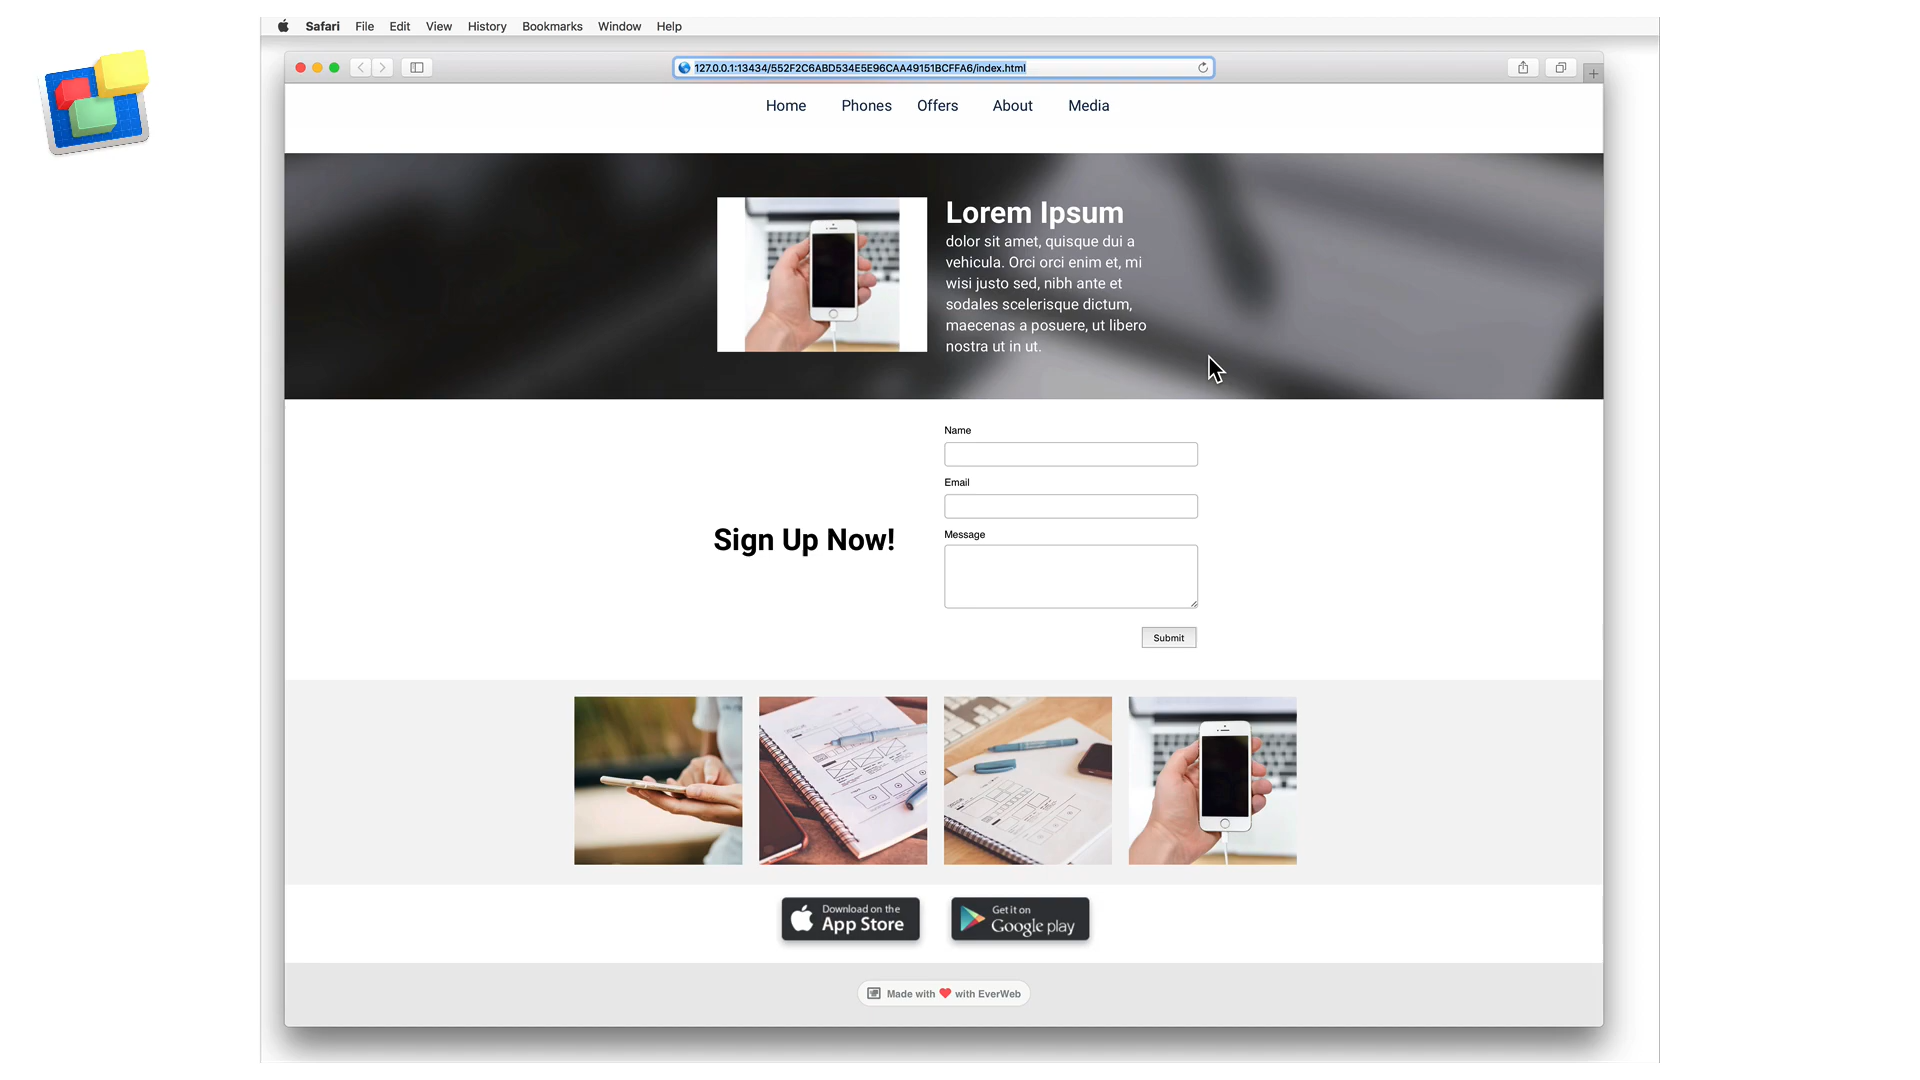 Safari File Edit View History Bookmarks Window Help
127.0.0.1:13434/552F2C6ABD534E5E96CAA49151BCFFA6/index.html
Home Phones Offers About Media
Lorem Ipsum
dolor sit amet, quisque dui a
vehicula. Orci orci enim et, mi
wisi justo sed, nibh ante et
sodales scelerisque dictum,
maecenas a posuere, ut libero
nostra ut in ut.
Name
Email
Sign Up Now!
Message
Submit
Download on the
App Store
Get it on
Google play
Made with ❤ with EverWeb